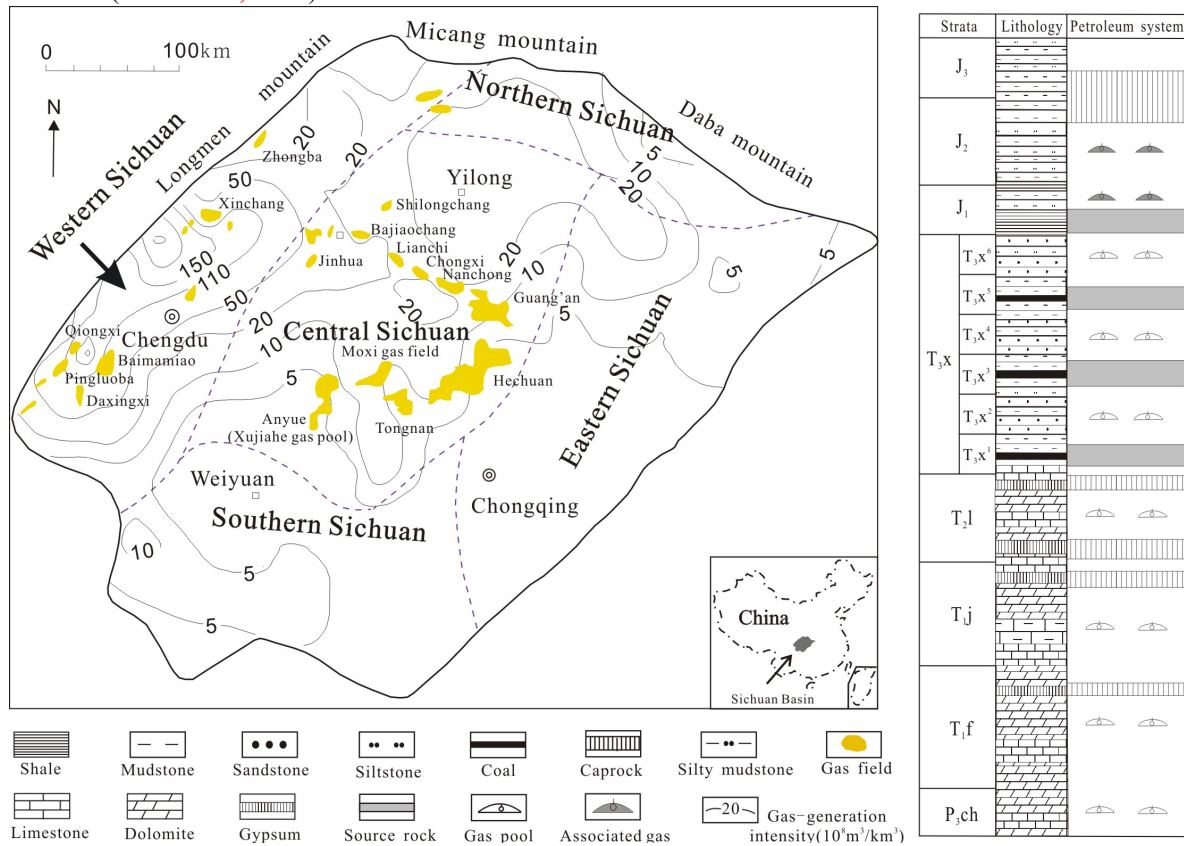 0 100km
N
Micang mountain
Longmen mountain
Daba mountain
Northern Sichuan
Western Sichuan
Central Sichuan
Eastern Sichuan
Southern Sichuan
20
20
5
10
20
50
Zhongba
Xinchang
Yilong
Shilongchang
Bajiaochang
Lianchi
Chongxi
Nanchong
Jinhua
Guang'an
150
110
50
20
10
5
20
20
10
5
5
5
Chengdu
Qiongxi
Baimamiao
Pingluoba
Daxingxi
Moxi gas field
Hechuan
Anyue
(Xujiahe gas pool)
Tongnan
Weiyuan
Chongqing
10
5
5
China
Sichuan Basin
Shale
Mudstone
Sandstone
Siltstone
Coal
Caprock
Silty mudstone
Gas field
Limestone
Dolomite
Gypsum
Source rock
Gas pool
Associated gas
20
Gas-generation
intensity(10⁸m³/km³)
Strata Lithology Petroleum system
J₃
J₂
J₁
T₃x
T₃x⁶
T₃x⁵
T₃x⁴
T₃x³
T₃x²
T₃x¹
T₂l
T₁j
T₁f
P₃ch